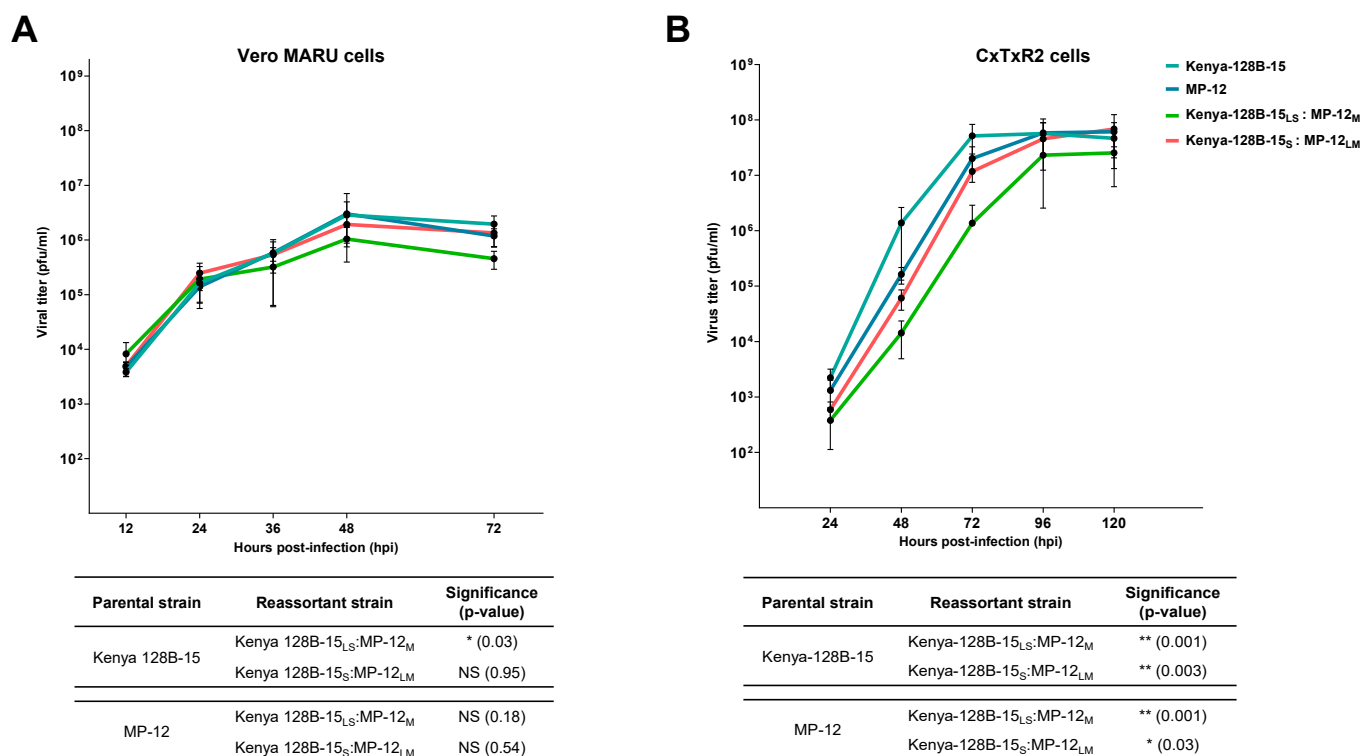 A
Vero MARU cells
10⁹
10⁸
10⁷
10⁶
10⁵
10⁴
10³
10²
Viral titer (pfu/ml)
12 24 36 48 72
Hours post-infection (hpi)
Parental strain Reassortant strain Significance
(p-value)
Kenya 128B-15
Kenya 128B-15LS:MP-12M * (0.03)
Kenya 128B-15S:MP-12LM NS (0.95)
MP-12
Kenya 128B-15LS:MP-12M NS (0.18)
Kenya 128B-15S:MP-12LM NS (0.54)
B
CxTxR2 cells
10⁹
10⁸
10⁷
10⁶
10⁵
10⁴
10³
10²
Virus titer (pfu/ml)
24 48 72 96 120
Hours post-infection (hpi)
Kenya-128B-15
MP-12
Kenya-128B-15LS : MP-12M
Kenya-128B-15S : MP-12LM
Parental strain Reassortant strain Significance
(p-value)
Kenya-128B-15
Kenya-128B-15LS:MP-12M ** (0.001)
Kenya-128B-15S:MP-12LM ** (0.003)
MP-12
Kenya-128B-15LS:MP-12M ** (0.001)
Kenya-128B-15S:MP-12LM * (0.03)